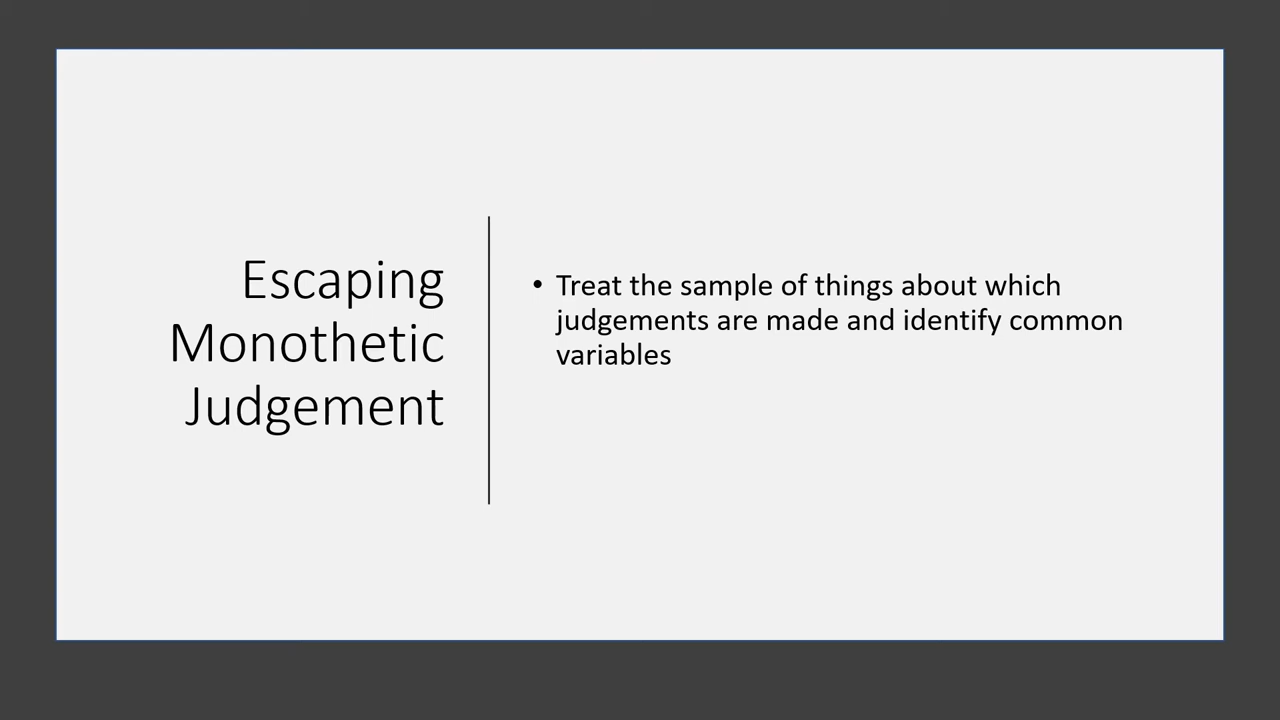 Escaping
Monothetic
Judgement
• Treat the sample of things about which
judgements are made and identify common
variables